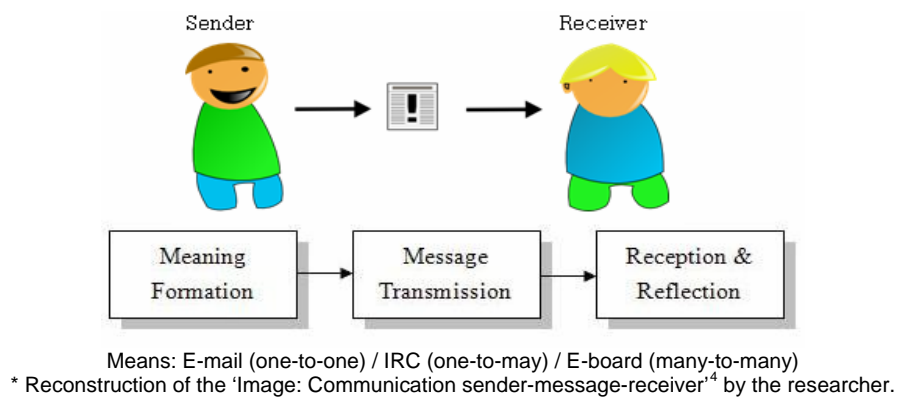 Sender Receiver
!
Meaning Message Reception &
Formation Transmission Reflection
Means: E-mail (one-to-one) / IRC (one-to-may) / E-board (many-to-many)
* Reconstruction of the ‘Image: Communication sender-message-receiver’⁴ by the researcher.